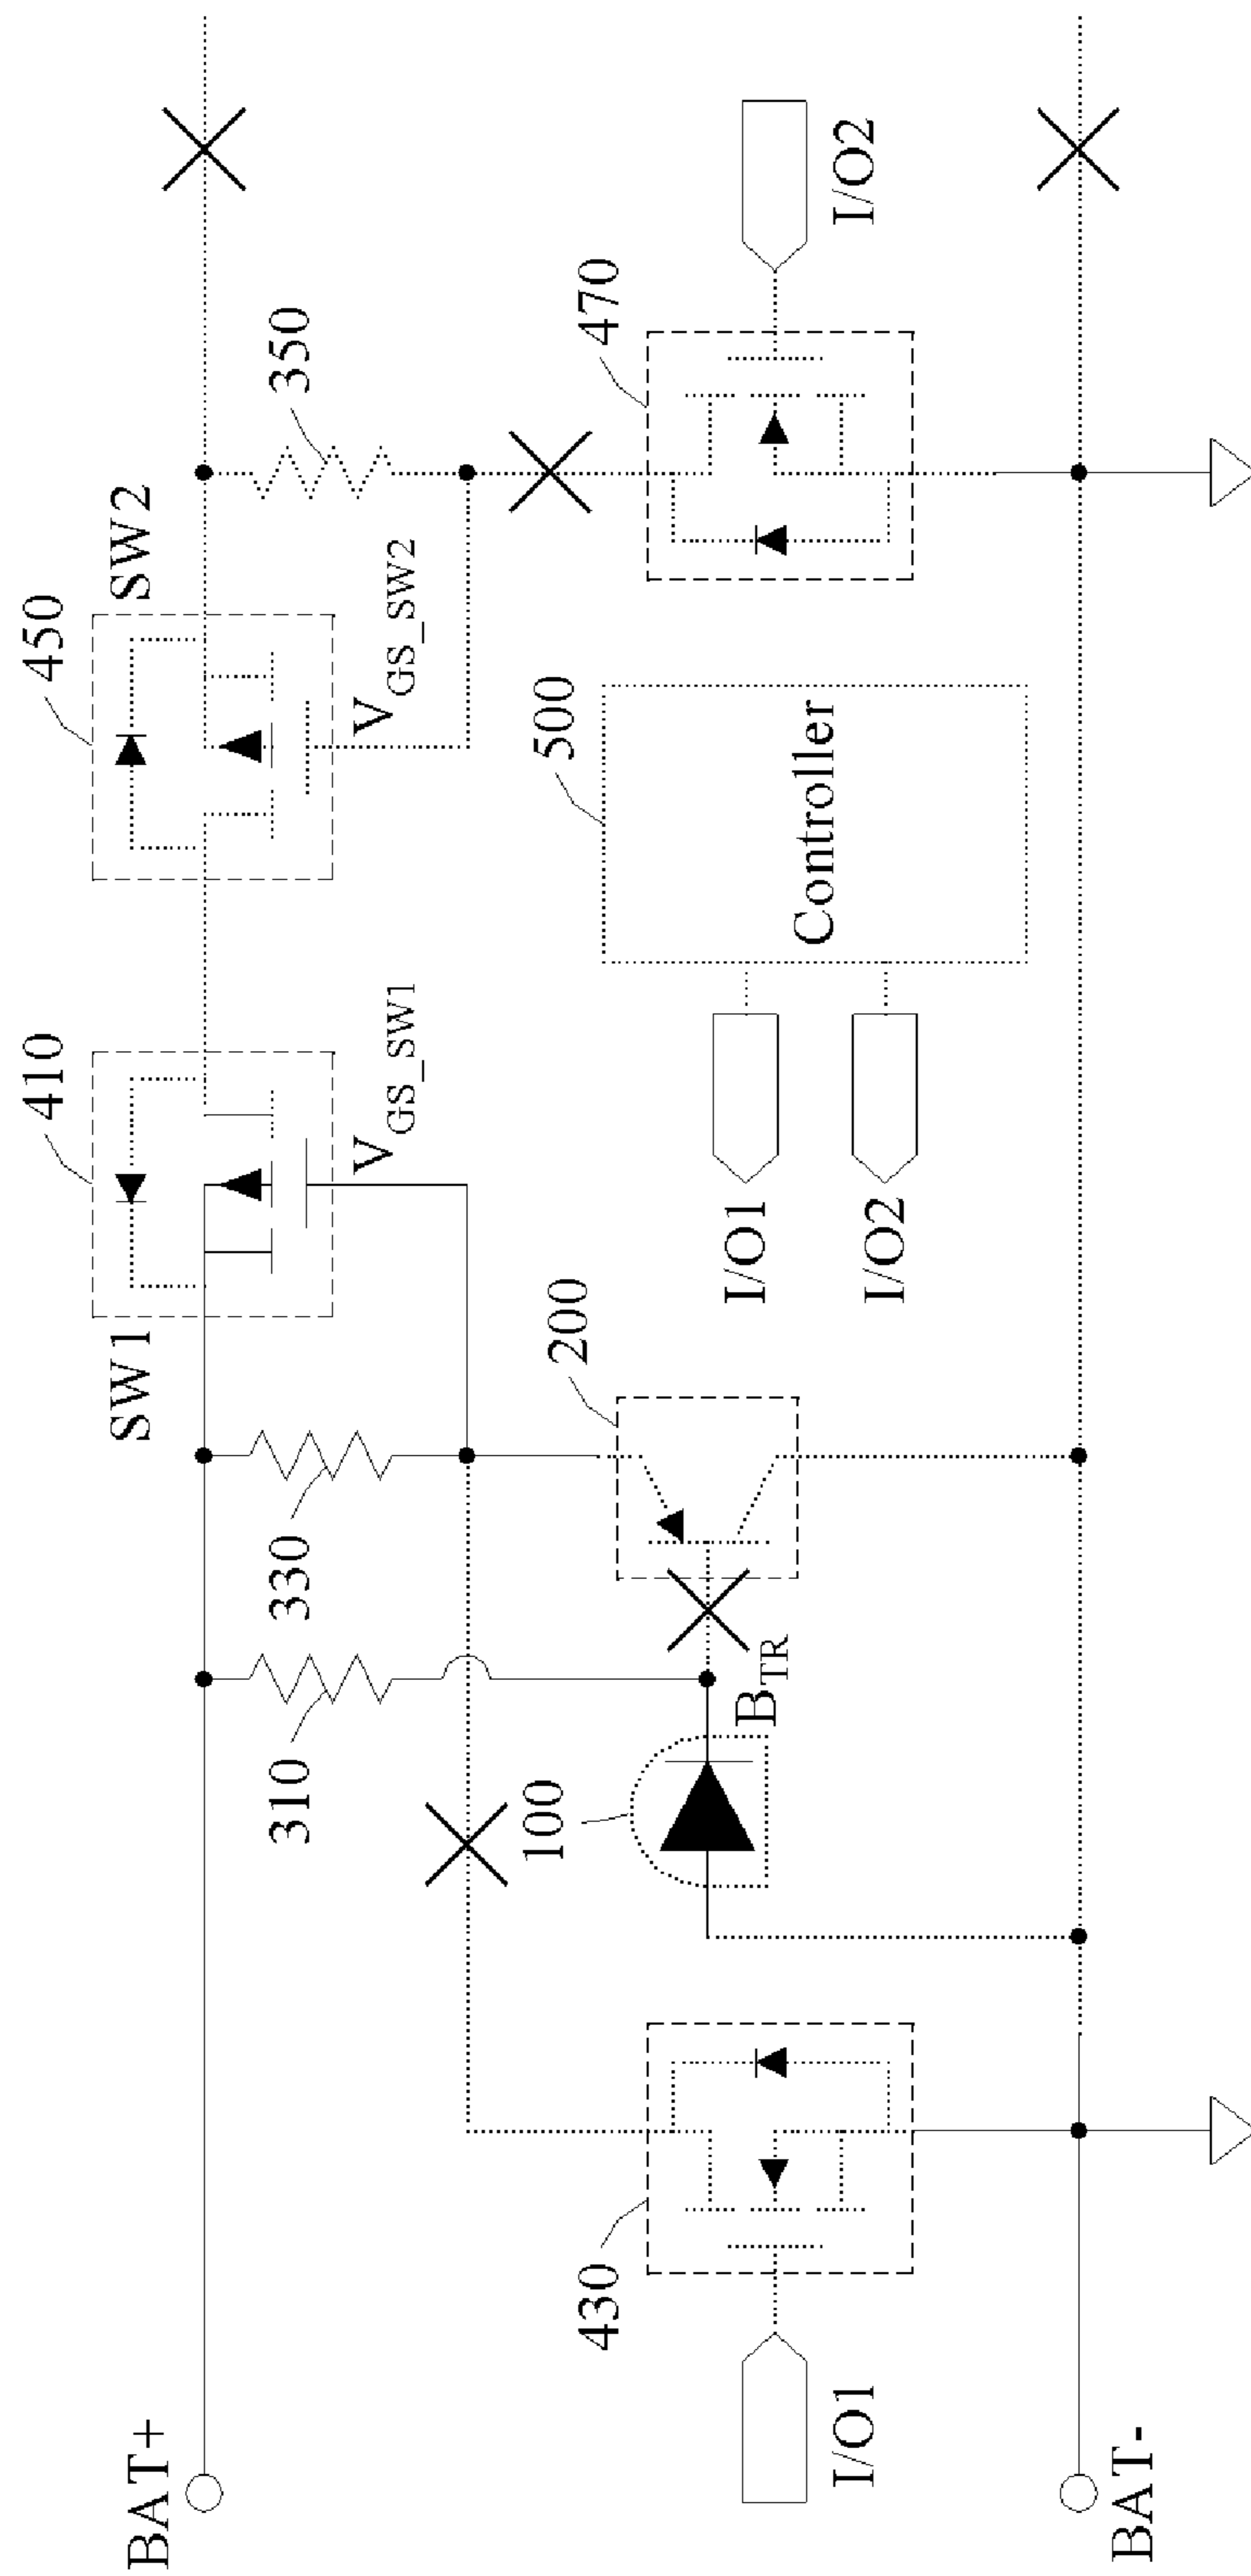 BAT+
SW1
410
450
SW2
330
310
V_GS_SW1
V_GS_SW2
350
200
100
B_TR
430
I/O1
I/O1
I/O2
500
Controller
470
I/O2
BAT-